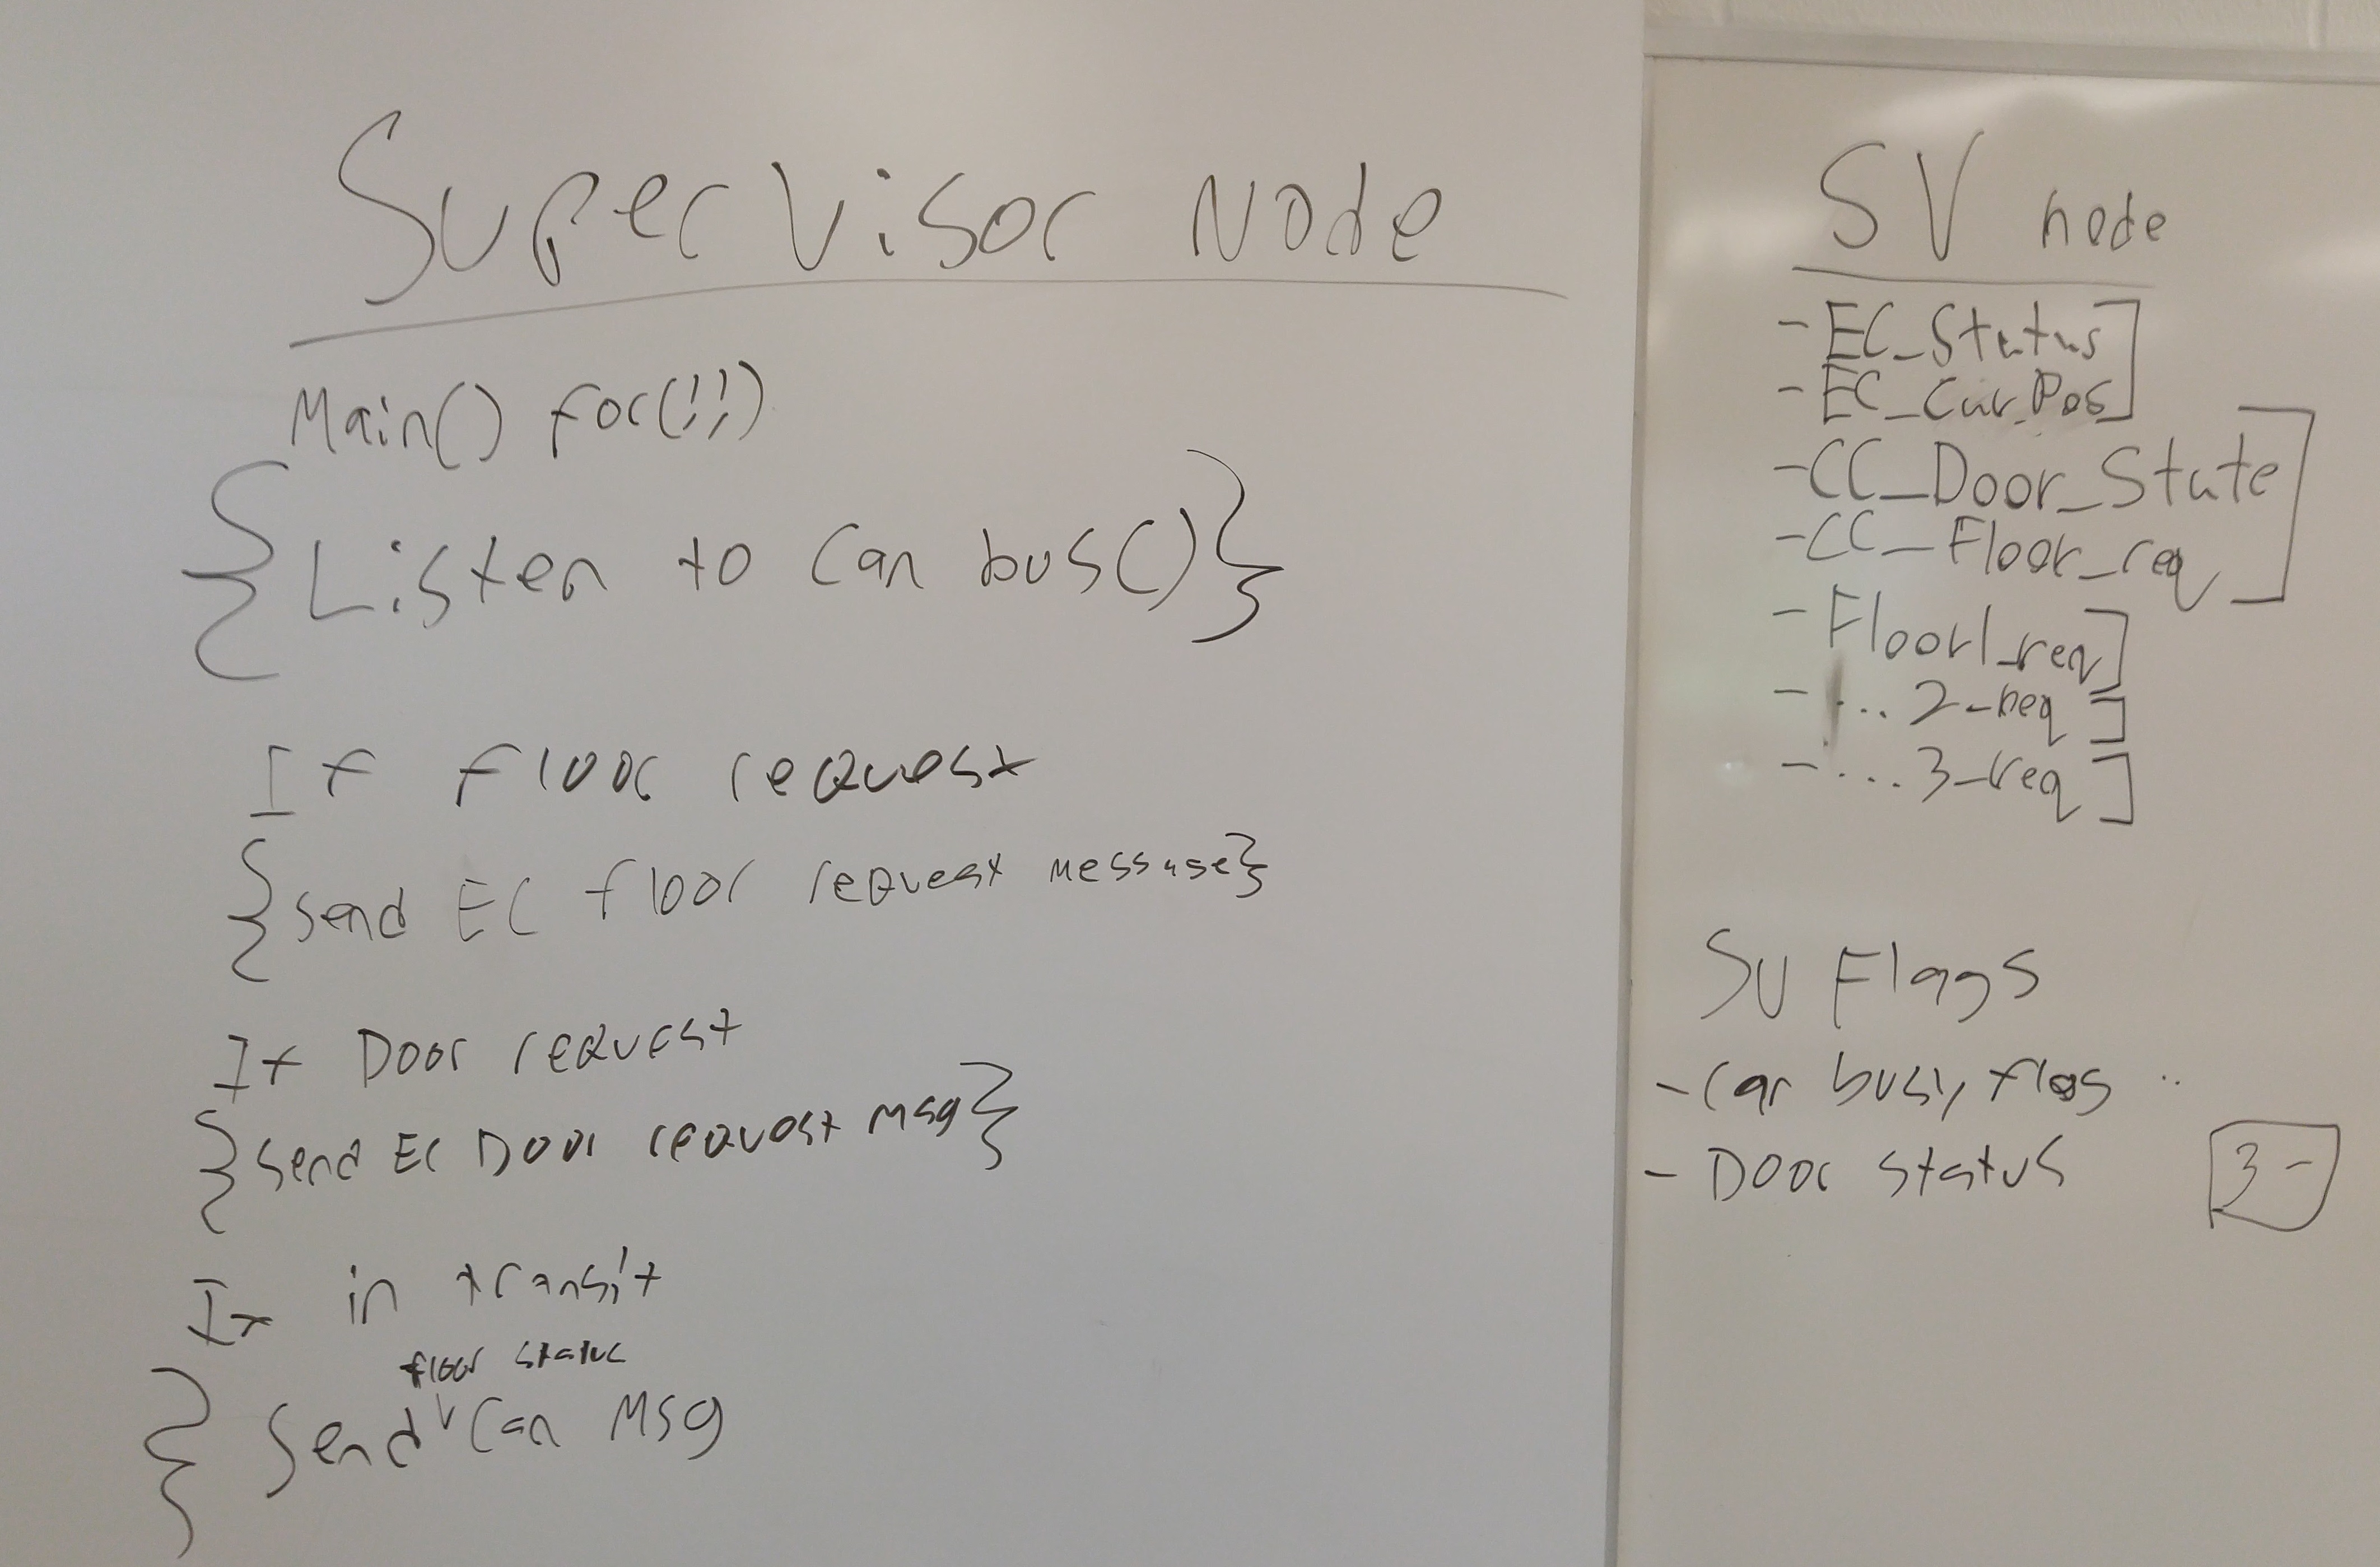 Supervisor Node
Main() for(;;)
{Listen to Can bus()}
If floor request
{send EC floor request message}
If Door request
{send EC Door request msg}
If in transit
floor status
{ Send Can Msg
SV node
- EC_Status]
- EC_Cur_Pos]
- CC_Door_State
- CC_Floor_req]
- Floor1_req]
- ... 2_req]
- ... 3_req]
SV Flags
- Car busy flag ..
- Door status
3 -